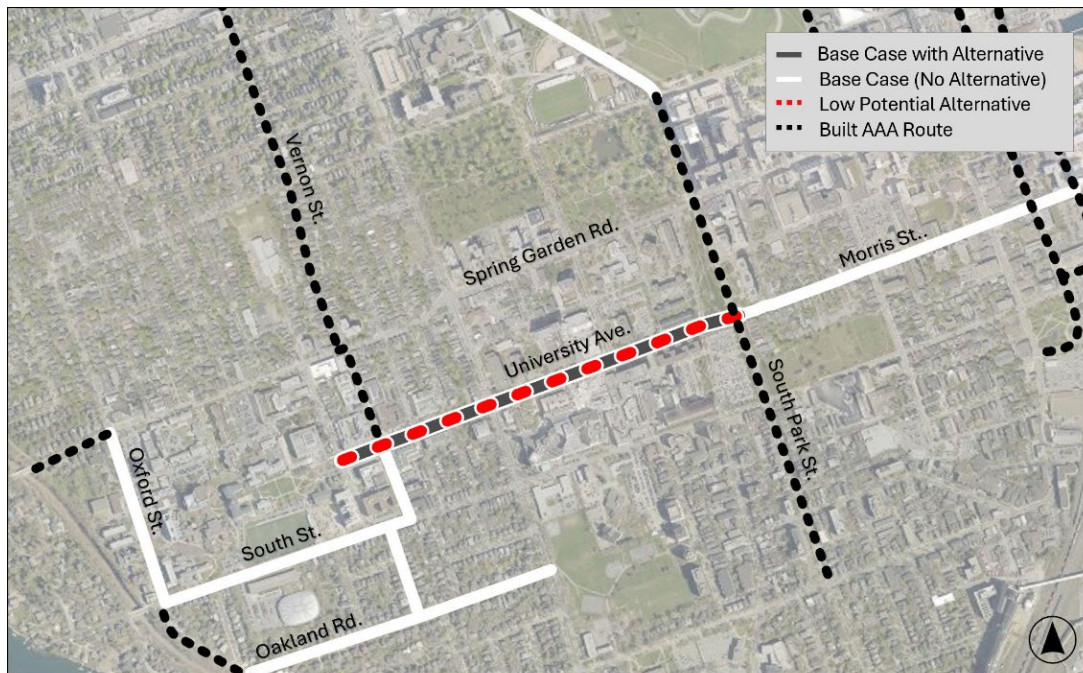 Base Case with Alternative
Base Case (No Alternative)
Low Potential Alternative
Built AAA Route
Vernon St.
Spring Garden Rd.
Morris St..
University Ave.
South Park St.
Oxford St.
South St.
Oakland Rd.